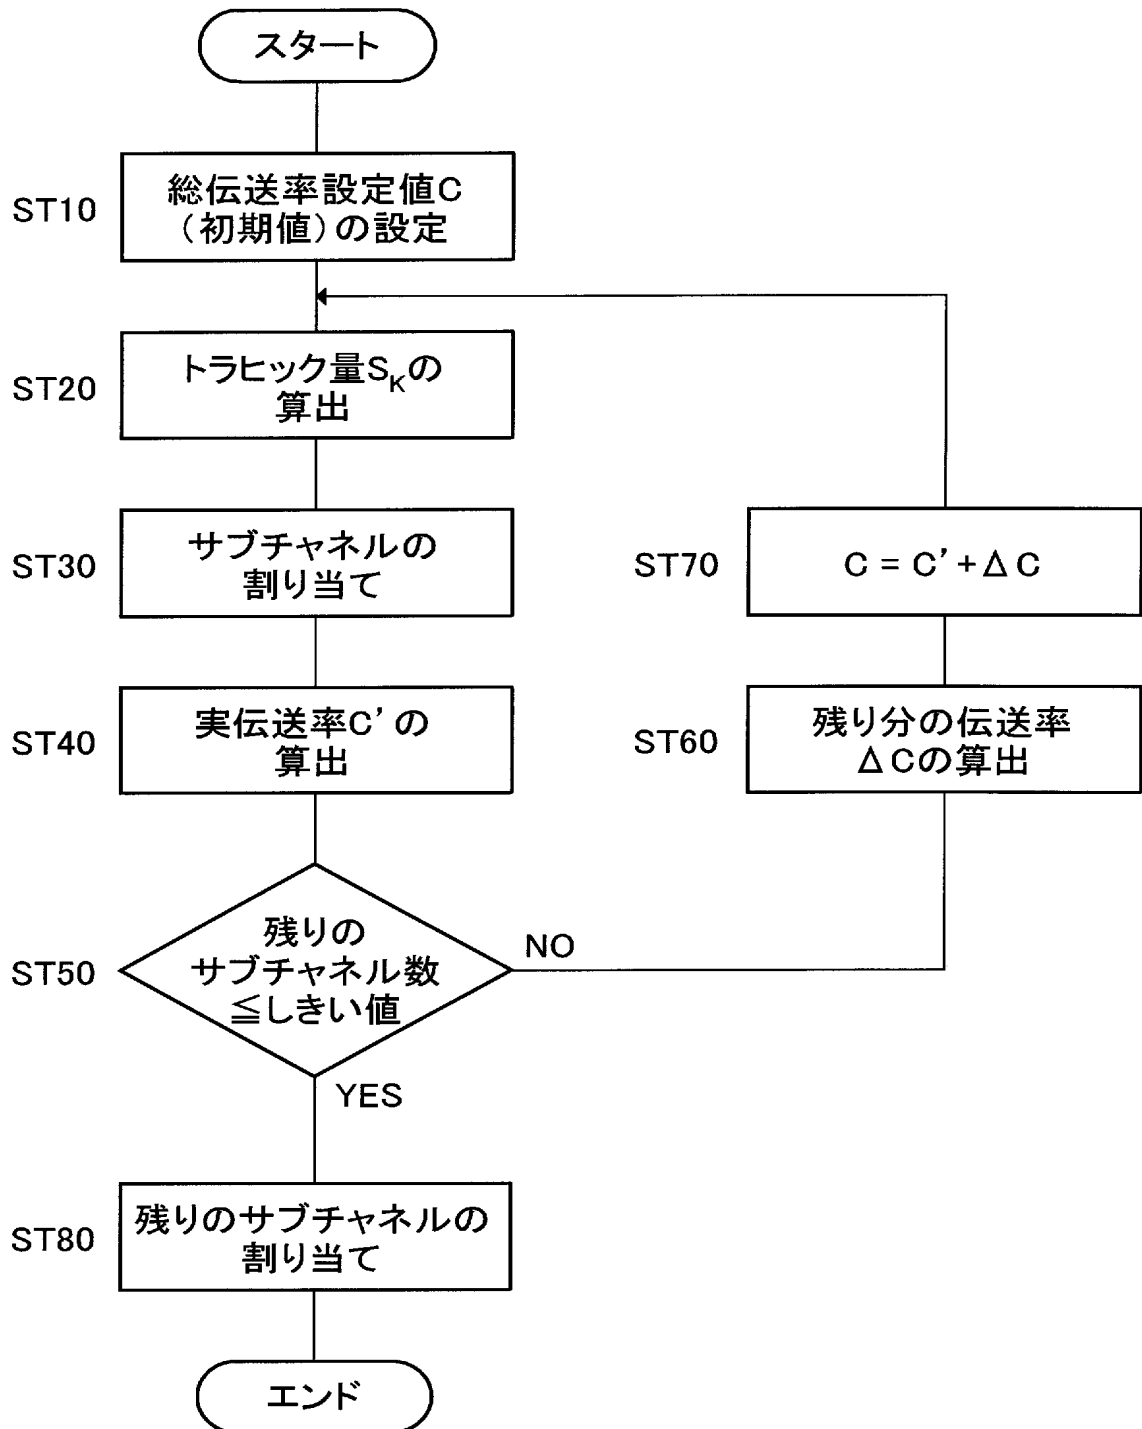 スタート
ST10
総伝送率設定値C
（初期値）の設定
ST20
トラヒック量SKの
算出
ST30
サブチャネルの
割り当て
ST70
C = C'+ΔC
ST40
実伝送率C'の
算出
ST60
残り分の伝送率
ΔCの算出
ST50
残りの
サブチャネル数
≦しきい値
NO
YES
ST80
残りのサブチャネルの
割り当て
エンド